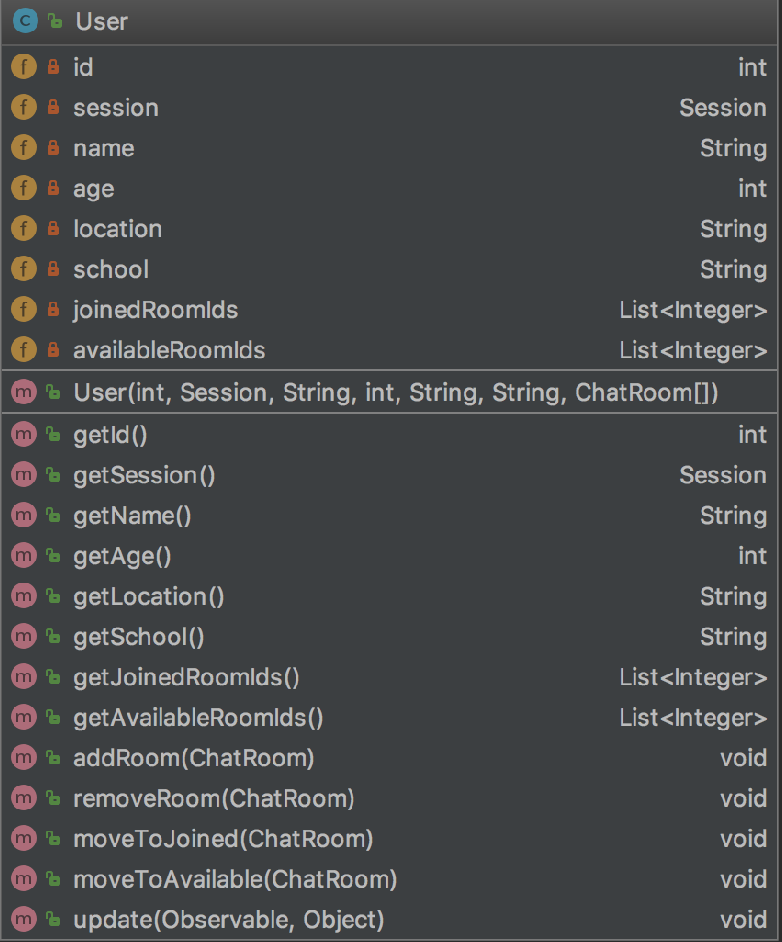 C User
f id int
f session Session
f name String
f age int
f location String
f school String
f joinedRoomIds List<Integer>
f availableRoomIds List<Integer>
m User(int, Session, String, int, String, String, ChatRoom[])
m getId() int
m getSession() Session
m getName() String
m getAge() int
m getLocation() String
m getSchool() String
m getJoinedRoomIds() List<Integer>
m getAvailableRoomIds() List<Integer>
m addRoom(ChatRoom) void
m removeRoom(ChatRoom) void
m moveToJoined(ChatRoom) void
m moveToAvailable(ChatRoom) void
m update(Observable, Object) void